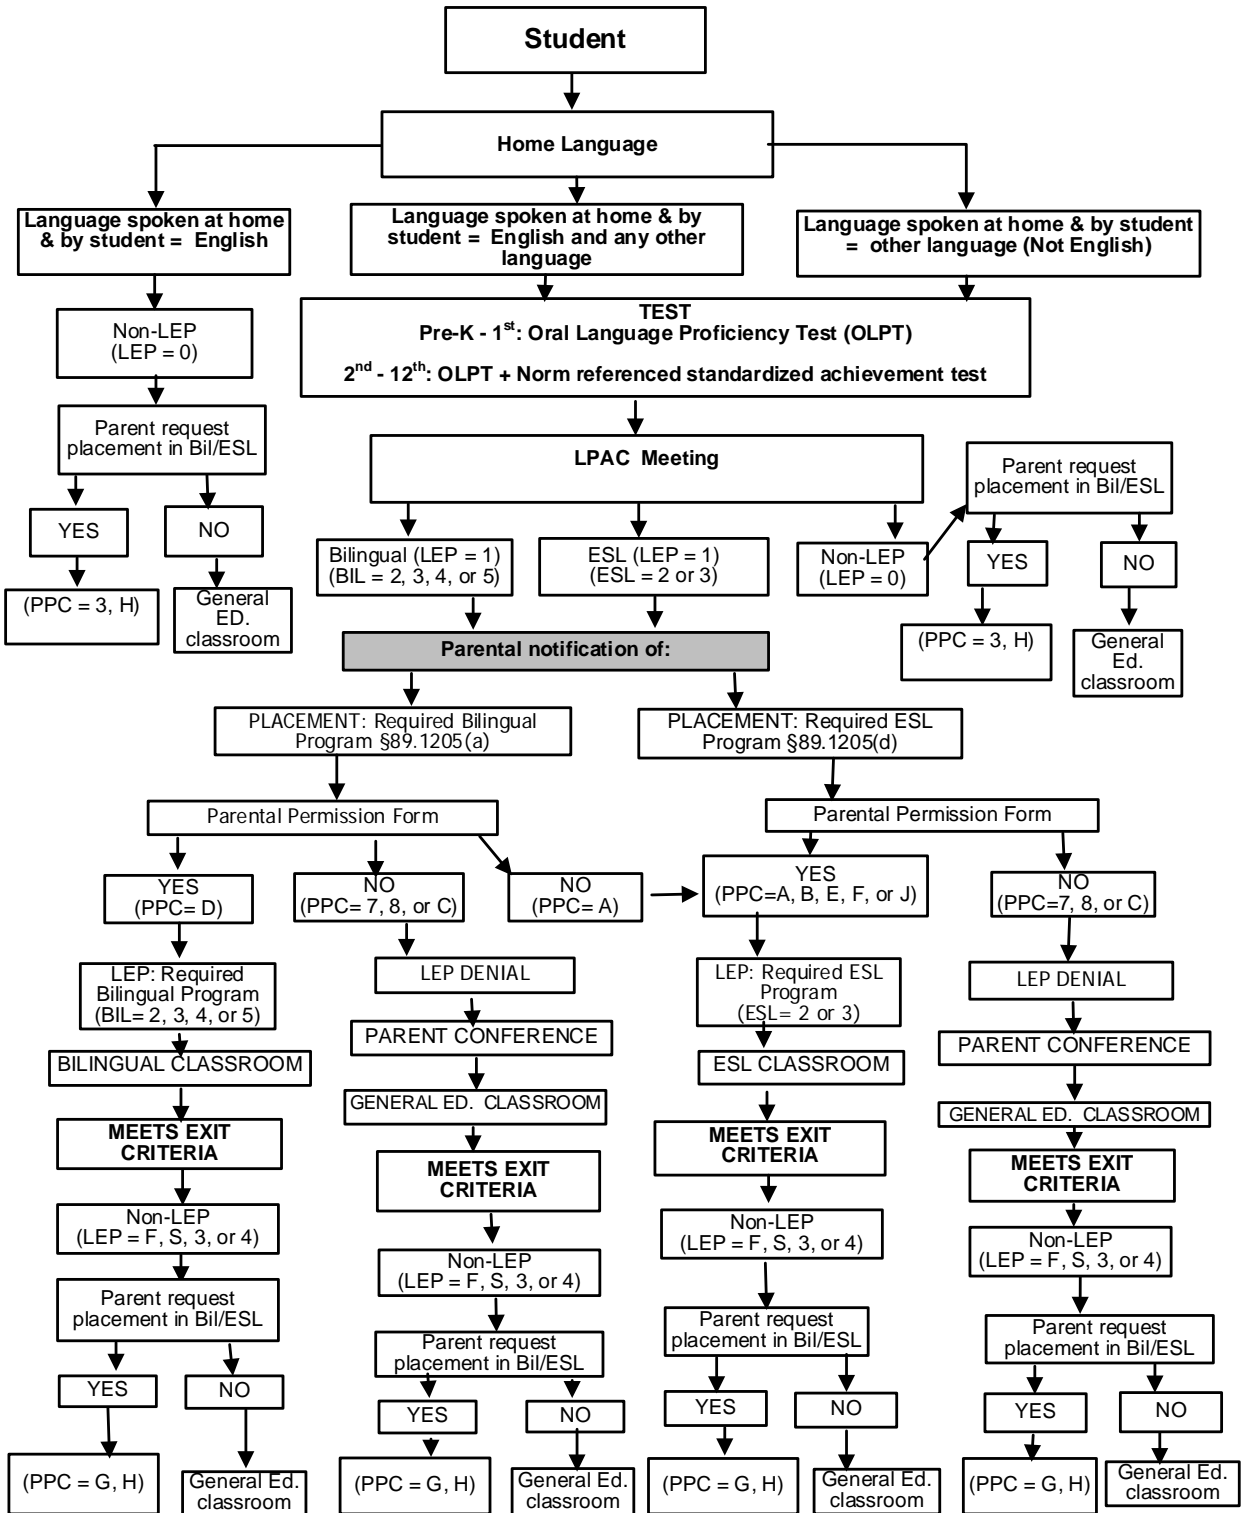 Student
Home Language
Language spoken at home
& by student = English
Language spoken at home & by
student = English and any other
language
Language spoken at home & by student
= other language (Not English)
Non-LEP
(LEP = 0)
TEST
Pre-K - 1st: Oral Language Proficiency Test (OLPT)
2nd - 12th: OLPT + Norm referenced standardized achievement test
Parent request
placement in Bil/ESL
LPAC Meeting
Parent request
placement in Bil/ESL
YES
NO
Bilingual (LEP = 1)
(BIL = 2, 3, 4, or 5)
ESL (LEP = 1)
(ESL = 2 or 3)
Non-LEP
(LEP = 0)
YES
NO
(PPC = 3, H)
General
ED.
classroom
(PPC = 3, H)
General
Ed.
classroom
Parental notification of:
PLACEMENT: Required Bilingual
Program §89.1205(a)
PLACEMENT: Required ESL
Program §89.1205(d)
Parental Permission Form
Parental Permission Form
YES
(PPC= D)
NO
(PPC= 7, 8, or C)
NO
(PPC= A)
YES
(PPC=A, B, E, F, or J)
NO
(PPC=7, 8, or C)
LEP: Required
Bilingual Program
(BIL= 2, 3, 4, or 5)
LEP DENIAL
LEP: Required ESL
Program
(ESL= 2 or 3)
LEP DENIAL
BILINGUAL CLASSROOM
PARENT CONFERENCE
ESL CLASSROOM
PARENT CONFERENCE
GENERAL ED. CLASSROOM
GENERAL ED. CLASSROOM
MEETS EXIT
CRITERIA
MEETS EXIT
CRITERIA
MEETS EXIT
CRITERIA
MEETS EXIT
CRITERIA
Non-LEP
(LEP = F, S, 3, or 4)
Non-LEP
(LEP = F, S, 3, or 4)
Non-LEP
(LEP = F, S, 3, or 4)
Non-LEP
(LEP = F, S, 3, or 4)
Parent request
placement in Bil/ESL
Parent request
placement in Bil/ESL
Parent request
placement in Bil/ESL
Parent request
placement in Bil/ESL
YES
NO
YES
NO
YES
NO
YES
NO
(PPC = G, H)
General Ed.
classroom
(PPC = G, H)
General Ed.
classroom
(PPC = G, H)
General Ed.
classroom
(PPC = G, H)
General Ed.
classroom